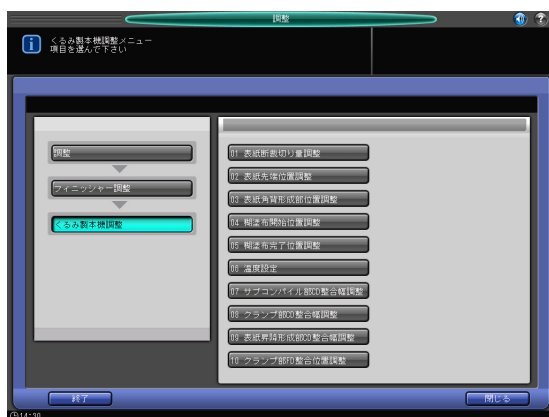 調整
くるみ製本機調整メニュー
項目を選んで下さい
調整
フィニッシャー調整
くるみ製本機調整
01 表紙断裁切り量調整
02 表紙先端位置調整
03 表紙角背形成部位置調整
04 糊塗布開始位置調整
05 糊塗布完了位置調整
06 温度設定
07 サブコンパイル部CD整合幅調整
08 クランプ部CD整合幅調整
09 表紙昇降形成部CD整合幅調整
10 クランプ部FD整合位置調整
終了
閉じる
14:30